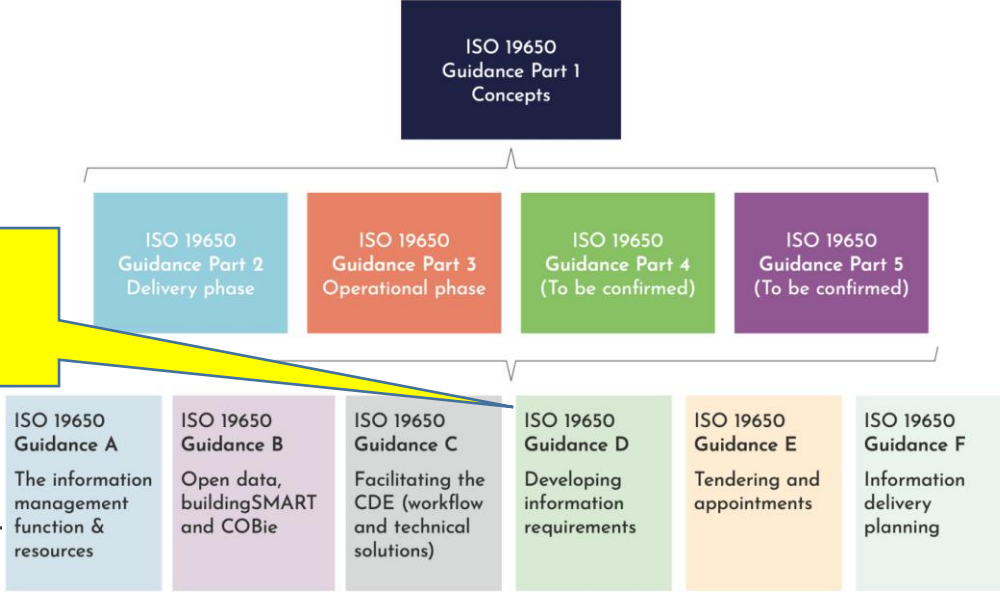 ISO 19650
Guidance Part 1
Concepts
ISO 19650
Guidance Part 2
Delivery phase
ISO 19650
Guidance Part 3
Operational phase
ISO 19650
Guidance Part 4
(To be confirmed)
ISO 19650
Guidance Part 5
(To be confirmed)
ISO 19650
Guidance A
The information
management
function &
resources
ISO 19650
Guidance B
Open data,
buildingSMART
and COBie
ISO 19650
Guidance C
Facilitating the
CDE (workflow
and technical
solutions)
ISO 19650
Guidance D
Developing
information
requirements
ISO 19650
Guidance E
Tendering and
appointments
ISO 19650
Guidance F
Information
delivery
planning